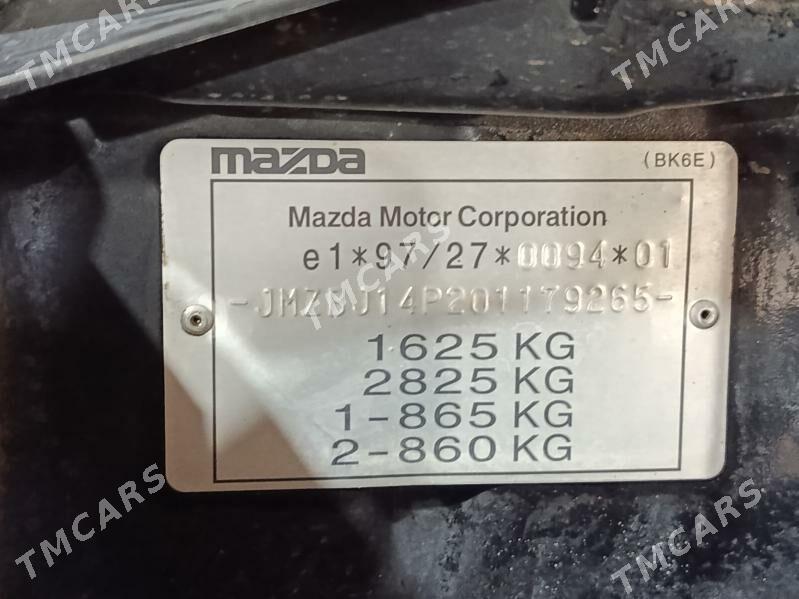 TMCARS
TMCARS
mazda
(BK6E)
Mazda Motor Corporation
e1*97/27*0094*01
-JMZBJ14P201179265-
TMCARS
1625 KG
2825 KG
1-865 KG
2-860 KG
TMCARS
TMCARS